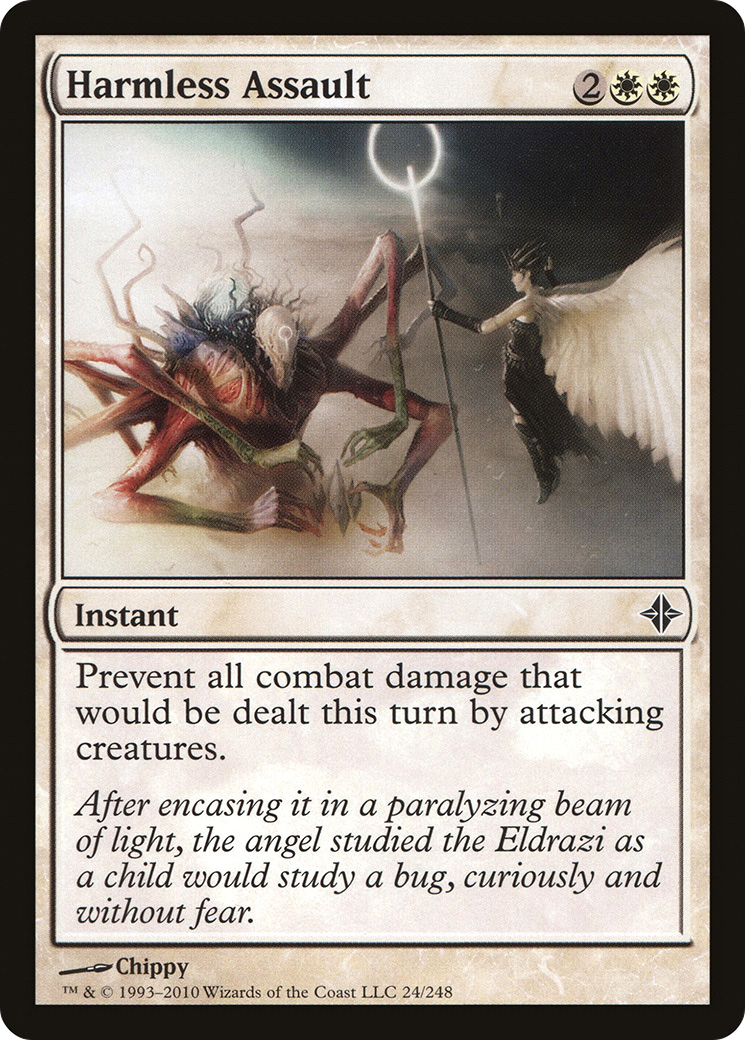 Harmless Assault 2
Instant
Prevent all combat damage that
would be dealt this turn by attacking
creatures.
After encasing it in a paralyzing beam
of light, the angel studied the Eldrazi as
a child would study a bug, curiously and
without fear.
Chippy
™ & © 1993–2010 Wizards of the Coast LLC 24/248